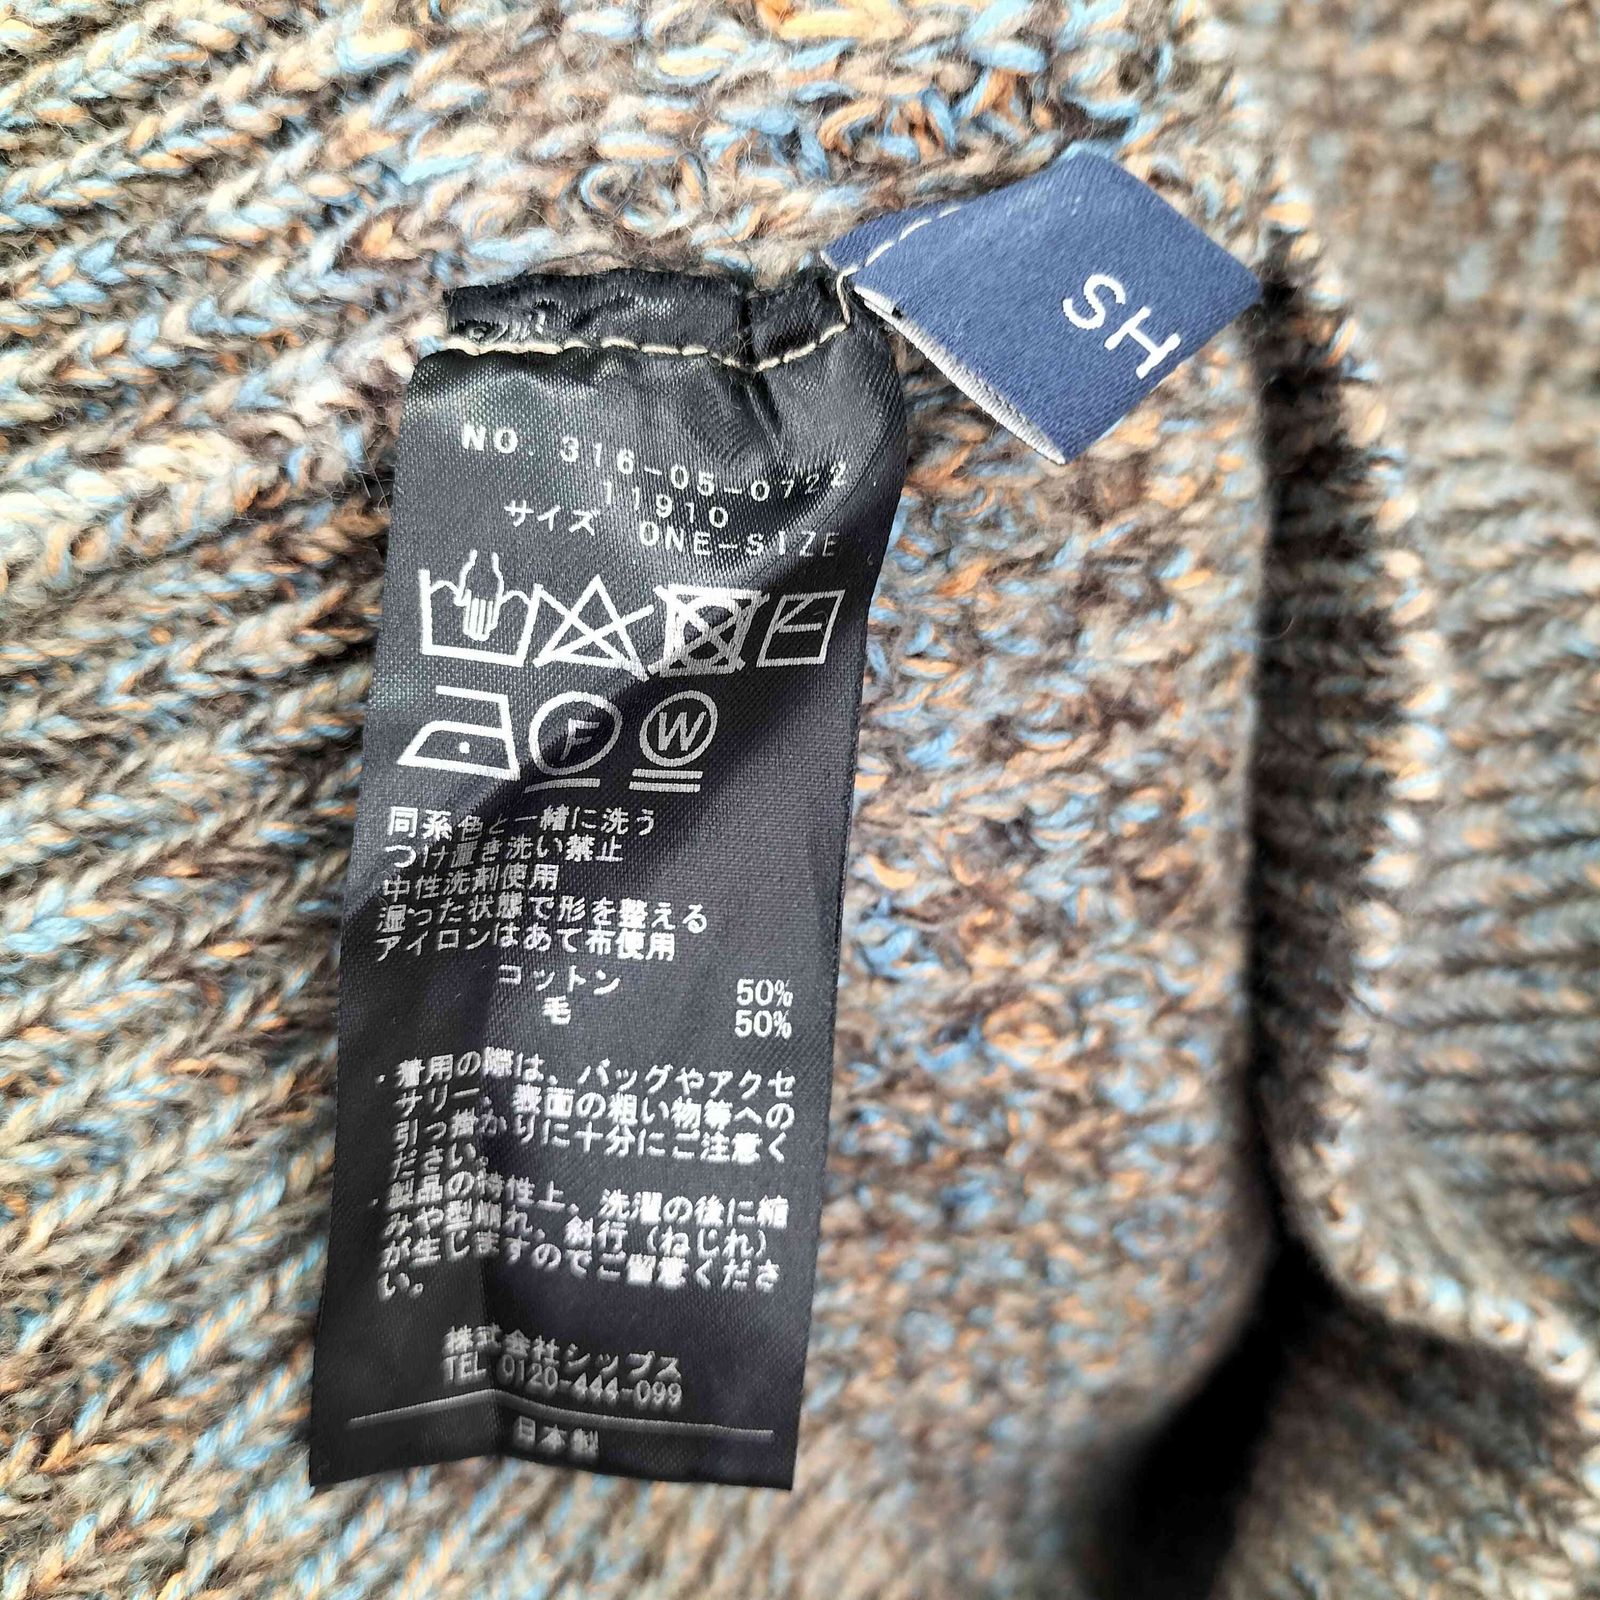 SH
NO. 316-05-0722
11910
サイズ ONE-SIZE
F W
同系色と一緒に洗う
つけ置き洗い禁止
中性洗剤使用
湿った状態で形を整える
アイロンはあて布使用
コットン 50%
毛 50%
・着用の際は、バッグやアクセ
サリー、表面の粗い物等への
引っ掛かりに十分にご注意く
ださい。
・製品の特性上、洗濯の後に縮
みや型崩れ、斜行（ねじれ）
が生じますのでご留意くださ
い。
株式会社シップス
TEL 0120-444-099
日本製